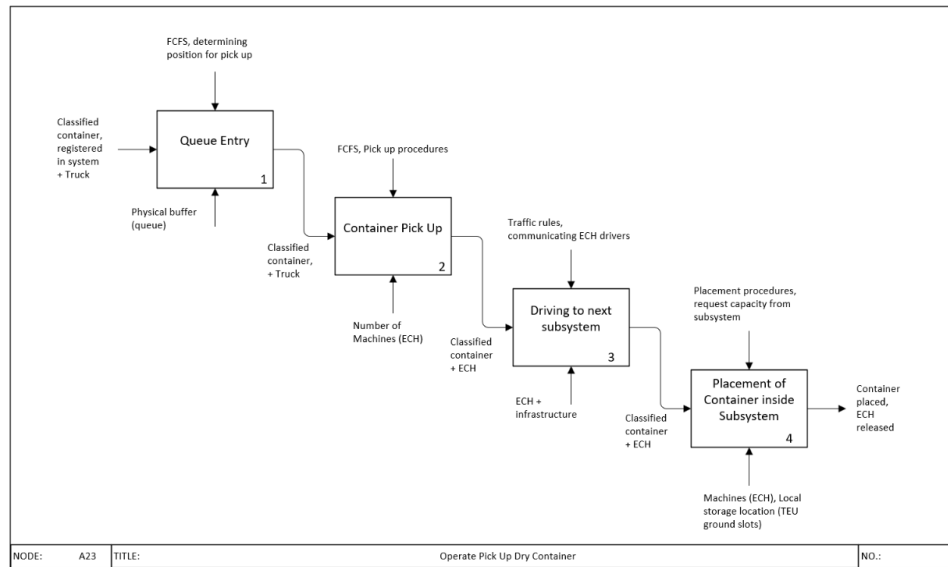 FCFS, determining
position for pick up
Classified
container,
registered
in system
+ Truck
Queue Entry
1
Physical buffer
(queue)
FCFS, Pick up procedures
Classified
container,
+ Truck
Container Pick Up
2
Number of
Machines (ECH)
Traffic rules,
communicating ECH drivers
Classified
container
+ ECH
Driving to next
subsystem
3
ECH +
infrastructure
Placement procedures,
request capacity from
subsystem
Classified
container
+ ECH
Placement of
Container inside
Subsystem
4
Container
placed,
ECH
released
Machines (ECH), Local
storage location (TEU
ground slots)
NODE: A23 TITLE: Operate Pick Up Dry Container NO.: